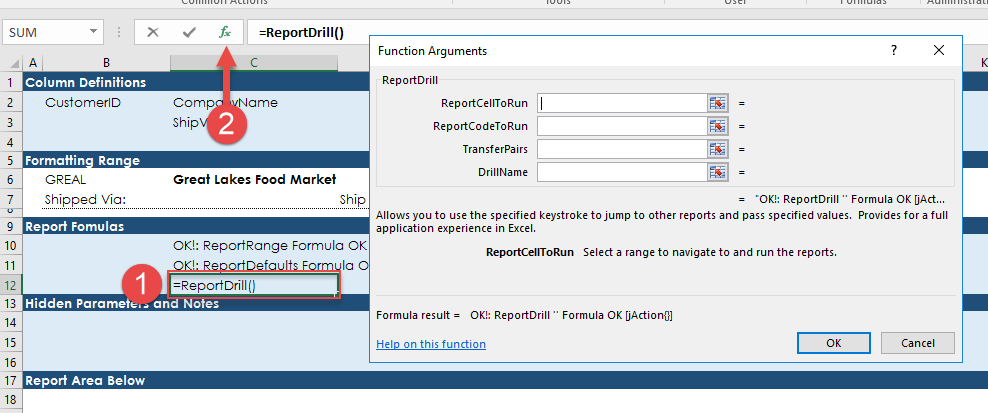 Common Actions Tools User Formulas Administrat
SUM fx =ReportDrill()
A B C K
1 Column Definitions
2 CustomerID CompanyName
3 ShipV
4
5 Formatting Range
6 GREAL Great Lakes Food Market
7 Shipped Via: Ship
8
9 Report Fomulas
10 OK!: ReportRange Formula OK
11 OK!: ReportDefaults Formula O
12 =ReportDrill()
13 Hidden Parameters and Notes
14
15
16
17 Report Area Below
18
1
2
Function Arguments ?
ReportDrill
ReportCellToRun =
ReportCodeToRun =
TransferPairs =
DrillName =
= "OK!: ReportDrill '' Formula OK [jAct...
Allows you to use the specified keystroke to jump to other reports and pass specified values. Provides for a full
application experience in Excel.
ReportCellToRun Select a range to navigate to and run the reports.
Formula result = OK!: ReportDrill '' Formula OK [jAction{}]
Help on this function OK Cancel